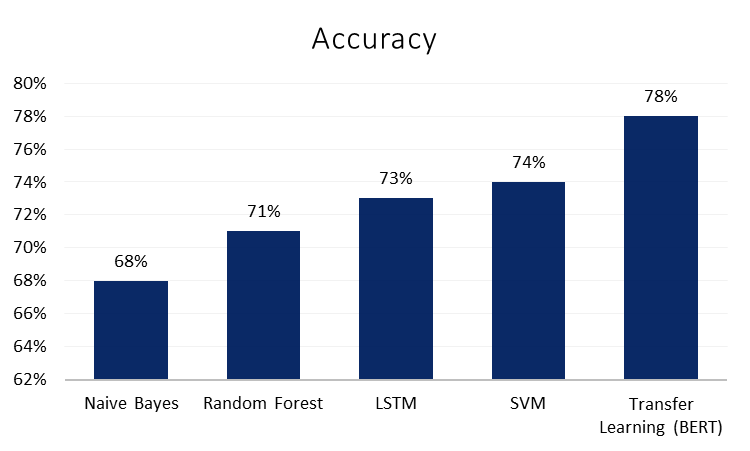 Accuracy
80%
78%
76%
74%
72%
70%
68%
66%
64%
62%
68%
71%
73%
74%
78%
Naive Bayes
Random Forest
LSTM
SVM
Transfer
Learning (BERT)